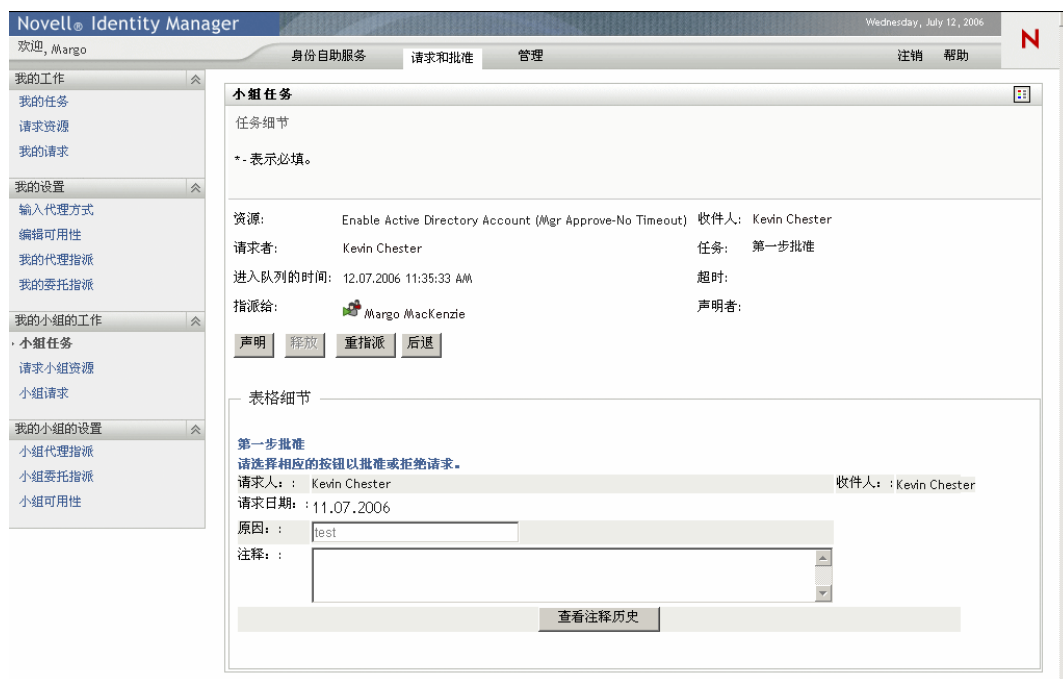 Novell® Identity Manager
Wednesday, July 12, 2006
N
欢迎, Margo
身份自助服务 请求和批准 管理 注销 帮助
我的工作
我的任务
请求资源
我的请求
我的设置
输入代理方式
编辑可用性
我的代理指派
我的委托指派
我的小组的工作
· 小组任务
请求小组资源
小组请求
我的小组的设置
小组代理指派
小组委托指派
小组可用性
小组任务
任务细节
*- 表示必填。
资源: Enable Active Directory Account (Mgr Approve-No Timeout) 收件人: Kevin Chester
请求者: Kevin Chester 任务: 第一步批准
进入队列的时间: 12.07.2006 11:35:33 AM 超时:
指派给: Margo MacKenzie 声明者:
声明 释放 重指派 后退
表格细节
第一步批准
请选择相应的按钮以批准或拒绝请求。
请求人: : Kevin Chester 收件人: : Kevin Chester
请求日期: : 11.07.2006
原因: : test
注释: :
查看注释历史